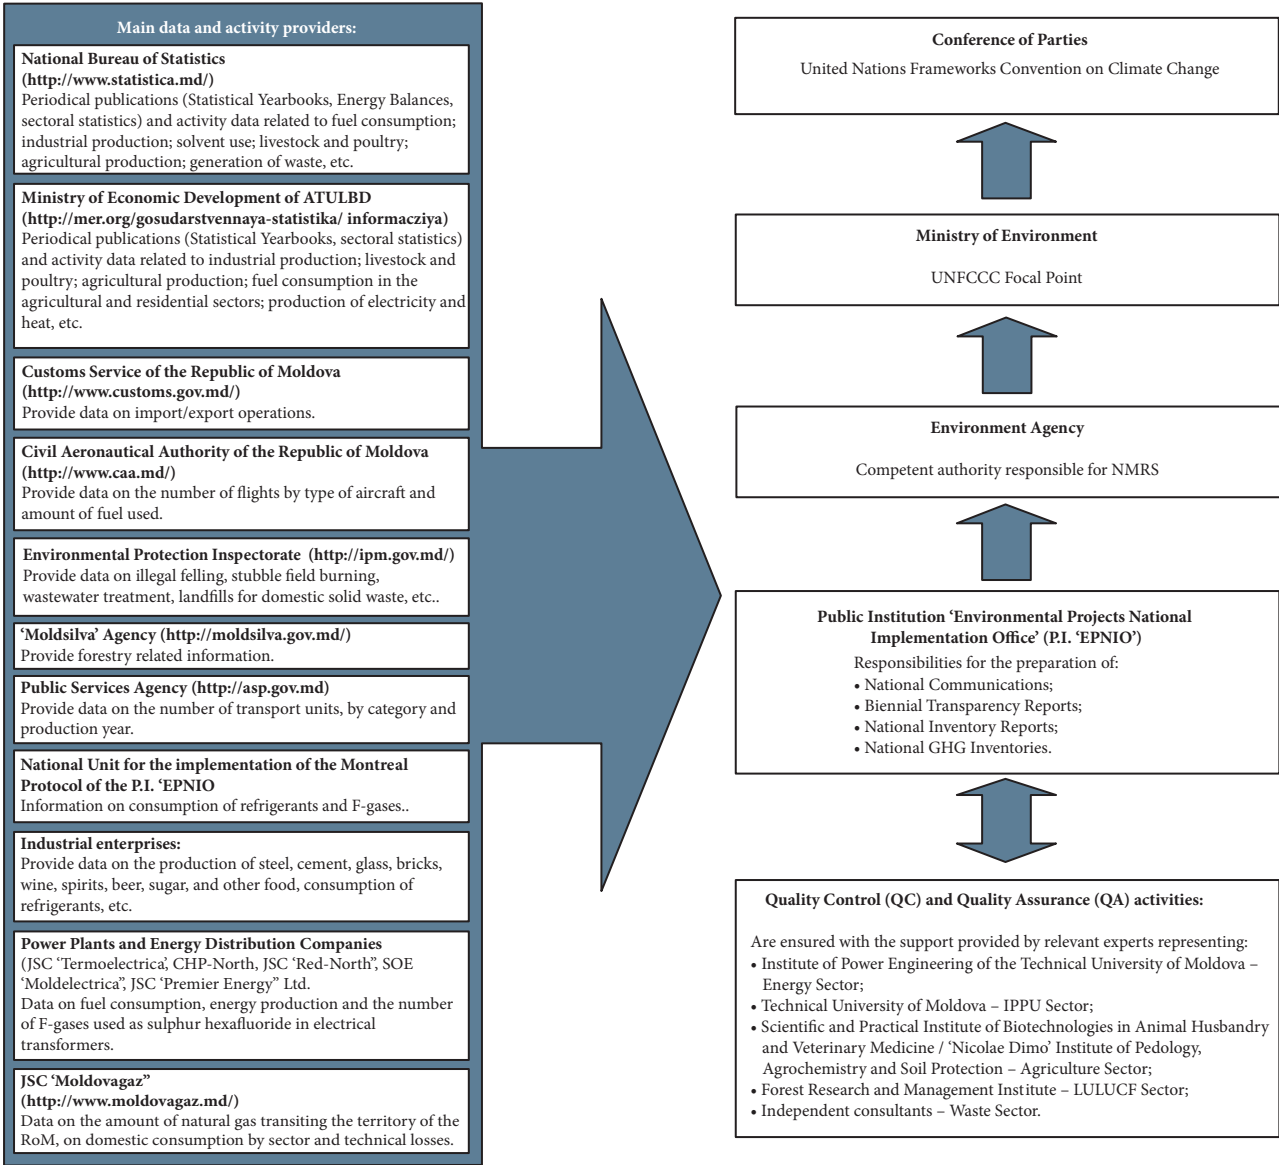 Main data and activity providers:
National Bureau of Statistics
(http://www.statistica.md/)
Periodical publications (Statistical Yearbooks, Energy Balances,
sectoral statistics) and activity data related to fuel consumption;
industrial production; solvent use; livestock and poultry;
agricultural production; generation of waste, etc.
Ministry of Economic Development of ATULBD
(http://mer.org/gosudarstvennaya-statistika/ informacziya)
Periodical publications (Statistical Yearbooks, sectoral statistics)
and activity data related to industrial production; livestock and
poultry; agricultural production; fuel consumption in the
agricultural and residential sectors; production of electricity and
heat, etc.
Customs Service of the Republic of Moldova
(http://www.customs.gov.md/)
Provide data on import/export operations.
Civil Aeronautical Authority of the Republic of Moldova
(http://www.caa.md/)
Provide data on the number of flights by type of aircraft and
amount of fuel used.
Environmental Protection Inspectorate (http://ipm.gov.md/)
Provide data on illegal felling, stubble field burning,
wastewater treatment, landfills for domestic solid waste, etc..
‘Moldsilva’ Agency (http://moldsilva.gov.md/)
Provide forestry related information.
Public Services Agency (http://asp.gov.md)
Provide data on the number of transport units, by category and
production year.
National Unit for the implementation of the Montreal
Protocol of the P.I. ‘EPNIO
Information on consumption of refrigerants and F-gases..
Industrial enterprises:
Provide data on the production of steel, cement, glass, bricks,
wine, spirits, beer, sugar, and other food, consumption of
refrigerants, etc.
Power Plants and Energy Distribution Companies
(JSC ‘Termoelectrica’, CHP-North, JSC ‘Red-North”, SOE
‘Moldelectrica”, JSC ‘Premier Energy” Ltd.
Data on fuel consumption, energy production and the number
of F-gases used as sulphur hexafluoride in electrical
transformers.
JSC ‘Moldovagaz”
(http://www.moldovagaz.md/)
Data on the amount of natural gas transiting the territory of the
RoM, on domestic consumption by sector and technical losses.
Conference of Parties
United Nations Frameworks Convention on Climate Change
Ministry of Environment
UNFCCC Focal Point
Environment Agency
Competent authority responsible for NMRS
Public Institution ‘Environmental Projects National
Implementation Office’ (P.I. ‘EPNIO’)
Responsibilities for the preparation of:
• National Communications;
• Biennial Transparency Reports;
• National Inventory Reports;
• National GHG Inventories.
Quality Control (QC) and Quality Assurance (QA) activities:
Are ensured with the support provided by relevant experts representing:
• Institute of Power Engineering of the Technical University of Moldova –
Energy Sector;
• Technical University of Moldova – IPPU Sector;
• Scientific and Practical Institute of Biotechnologies in Animal Husbandry
and Veterinary Medicine / ‘Nicolae Dimo’ Institute of Pedology,
Agrochemistry and Soil Protection – Agriculture Sector;
• Forest Research and Management Institute – LULUCF Sector;
• Independent consultants – Waste Sector.